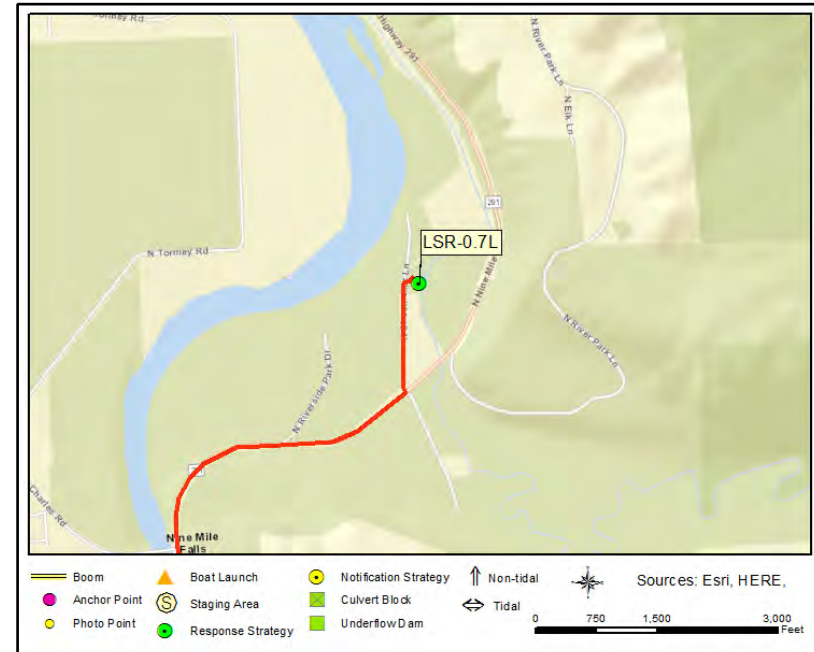 N Tormey Rd
Highway 291
N River Park Ln
N Elk Ln
291
N Tormey Rd
LSR-0.7L
N Nine Mile
N River Park Ln
N Riverside Park Dr
Charles Rd
Nine Mile
Falls
Boom
Boat Launch
Notification Strategy
Non-tidal
Sources: Esri, HERE,
Anchor Point
S Staging Area
Culvert Block
Tidal
Photo Point
Response Strategy
Underflow Dam
0 750 1,500 3,000
Feet